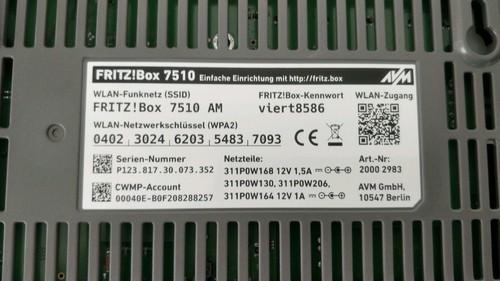 FRITZ!Box 7510 Einfache Einrichtung mit http://fritz.box AVM
WLAN-Funknetz (SSID) FRITZ!Box-Kennwort WLAN-Zugang
FRITZ!Box 7510 AM viert8586
WLAN-Netzwerkschlüssel (WPA2)
0402 3024 6203 5483 7093 CE
Serien-Nummer Netzteile: Art.-Nr:
P123.817.30.073.352 311P0W168 12V 1,5A 2000 2983
CWMP-Account 311P0W130, 311P0W206, AVM GmbH,
00040E-B0F208288257 311P0W164 12V 1A 10547 Berlin